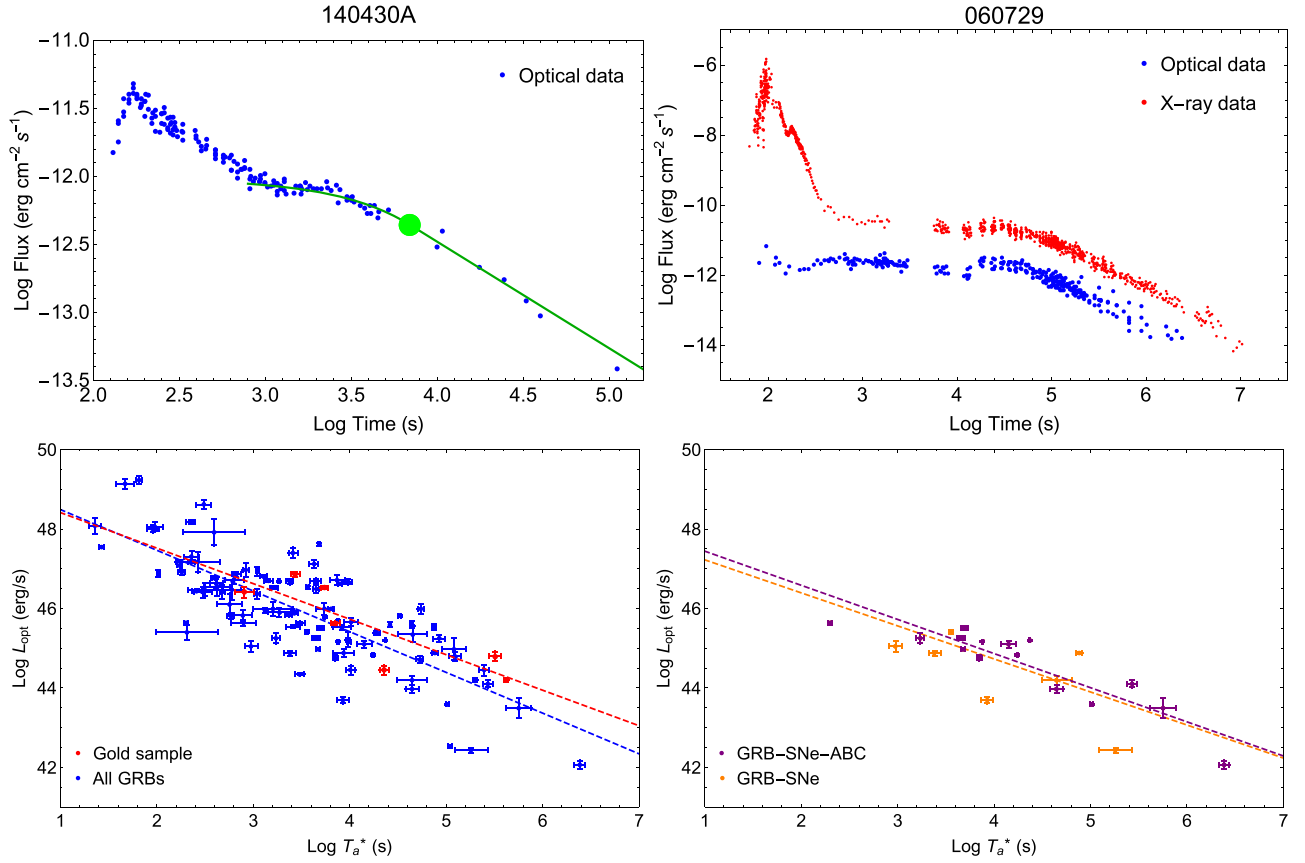 140430A
−11.0
−11.5
−12.0
−12.5
−13.0
−13.5
2.0 2.5 3.0 3.5 4.0 4.5 5.0
Log Flux (erg cm⁻² s⁻¹)
Log Time (s)
Optical data
060729
−6
−8
−10
−12
−14
2 3 4 5 6 7
Log Flux (erg cm⁻² s⁻¹)
Log Time (s)
Optical data
X−ray data
50
48
46
44
42
1 2 3 4 5 6 7
Log L_opt (erg/s)
Log T_a* (s)
Gold sample
All GRBs
50
48
46
44
42
1 2 3 4 5 6 7
Log L_opt (erg/s)
Log T_a* (s)
GRB−SNe−ABC
GRB−SNe